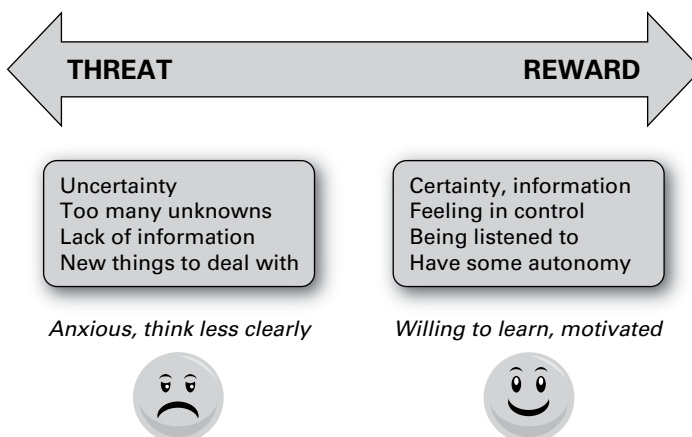 THREAT
REWARD
Uncertainty
Too many unknowns
Lack of information
New things to deal with
Certainty, information
Feeling in control
Being listened to
Have some autonomy
Anxious, think less clearly
Willing to learn, motivated